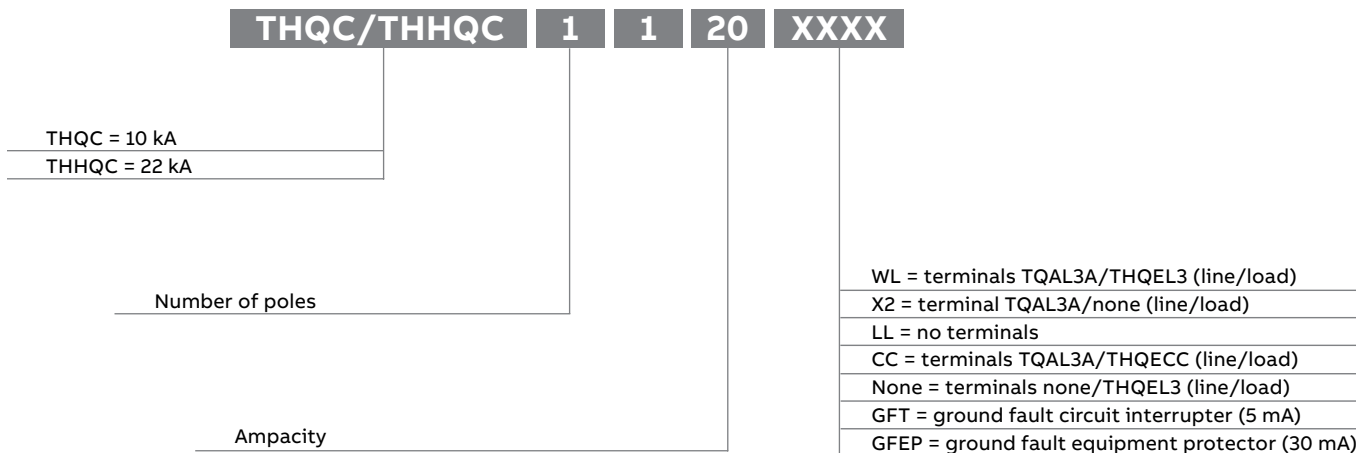 THQC/THHQC 1 1 20 XXXX
THQC = 10 kA
THHQC = 22 kA
WL = terminals TQAL3A/THQEL3 (line/load)
Number of poles
X2 = terminal TQAL3A/none (line/load)
LL = no terminals
CC = terminals TQAL3A/THQECC (line/load)
None = terminals none/THQEL3 (line/load)
GFT = ground fault circuit interrupter (5 mA)
Ampacity
GFEP = ground fault equipment protector (30 mA)